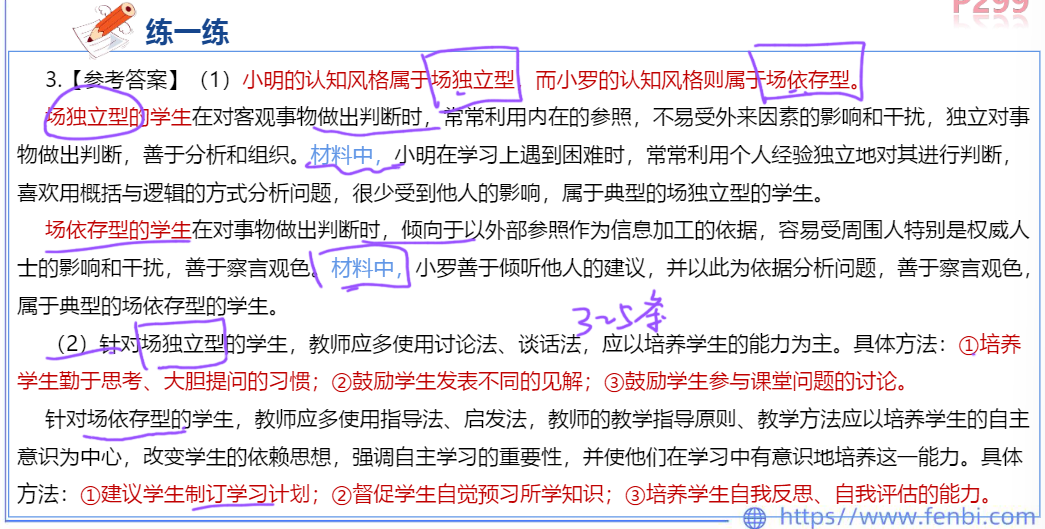 P299
练一练
3.【参考答案】（1）小明的认知风格属于场独立型，而小罗的认知风格则属于场依存型。
场独立型的学生在对客观事物做出判断时，常常利用内在的参照，不易受外来因素的影响和干扰，独立对事
物做出判断，善于分析和组织。材料中，小明在学习上遇到困难时，常常利用个人经验独立地对其进行判断，
喜欢用概括与逻辑的方式分析问题，很少受到他人的影响，属于典型的场独立型的学生。
场依存型的学生在对事物做出判断时，倾向于以外部参照作为信息加工的依据，容易受周围人特别是权威人
士的影响和干扰，善于察言观色。材料中，小罗善于倾听他人的建议，并以此为依据分析问题，善于察言观色，
属于典型的场依存型的学生。
3~5条
（2）针对场独立型的学生，教师应多使用讨论法、谈话法，应以培养学生的能力为主。具体方法：①培养
学生勤于思考、大胆提问的习惯；②鼓励学生发表不同的见解；③鼓励学生参与课堂问题的讨论。
针对场依存型的学生，教师应多使用指导法、启发法，教师的教学指导原则、教学方法应以培养学生的自主
意识为中心，改变学生的依赖思想，强调自主学习的重要性，并使他们在学习中有意识地培养这一能力。具体
方法：①建议学生制订学习计划；②督促学生自觉预习所学知识；③培养学生自我反思、自我评估的能力。
https//www.fenbi.com